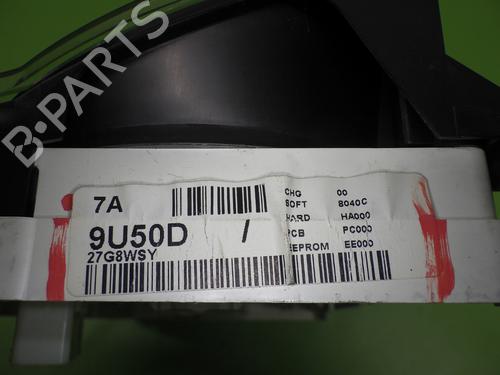 B-PARTS
7A
9U50D /
27G8WSY
CHG 00
SOFT 8040C
HARD HA000
PCB PC000
EEPROM EE000